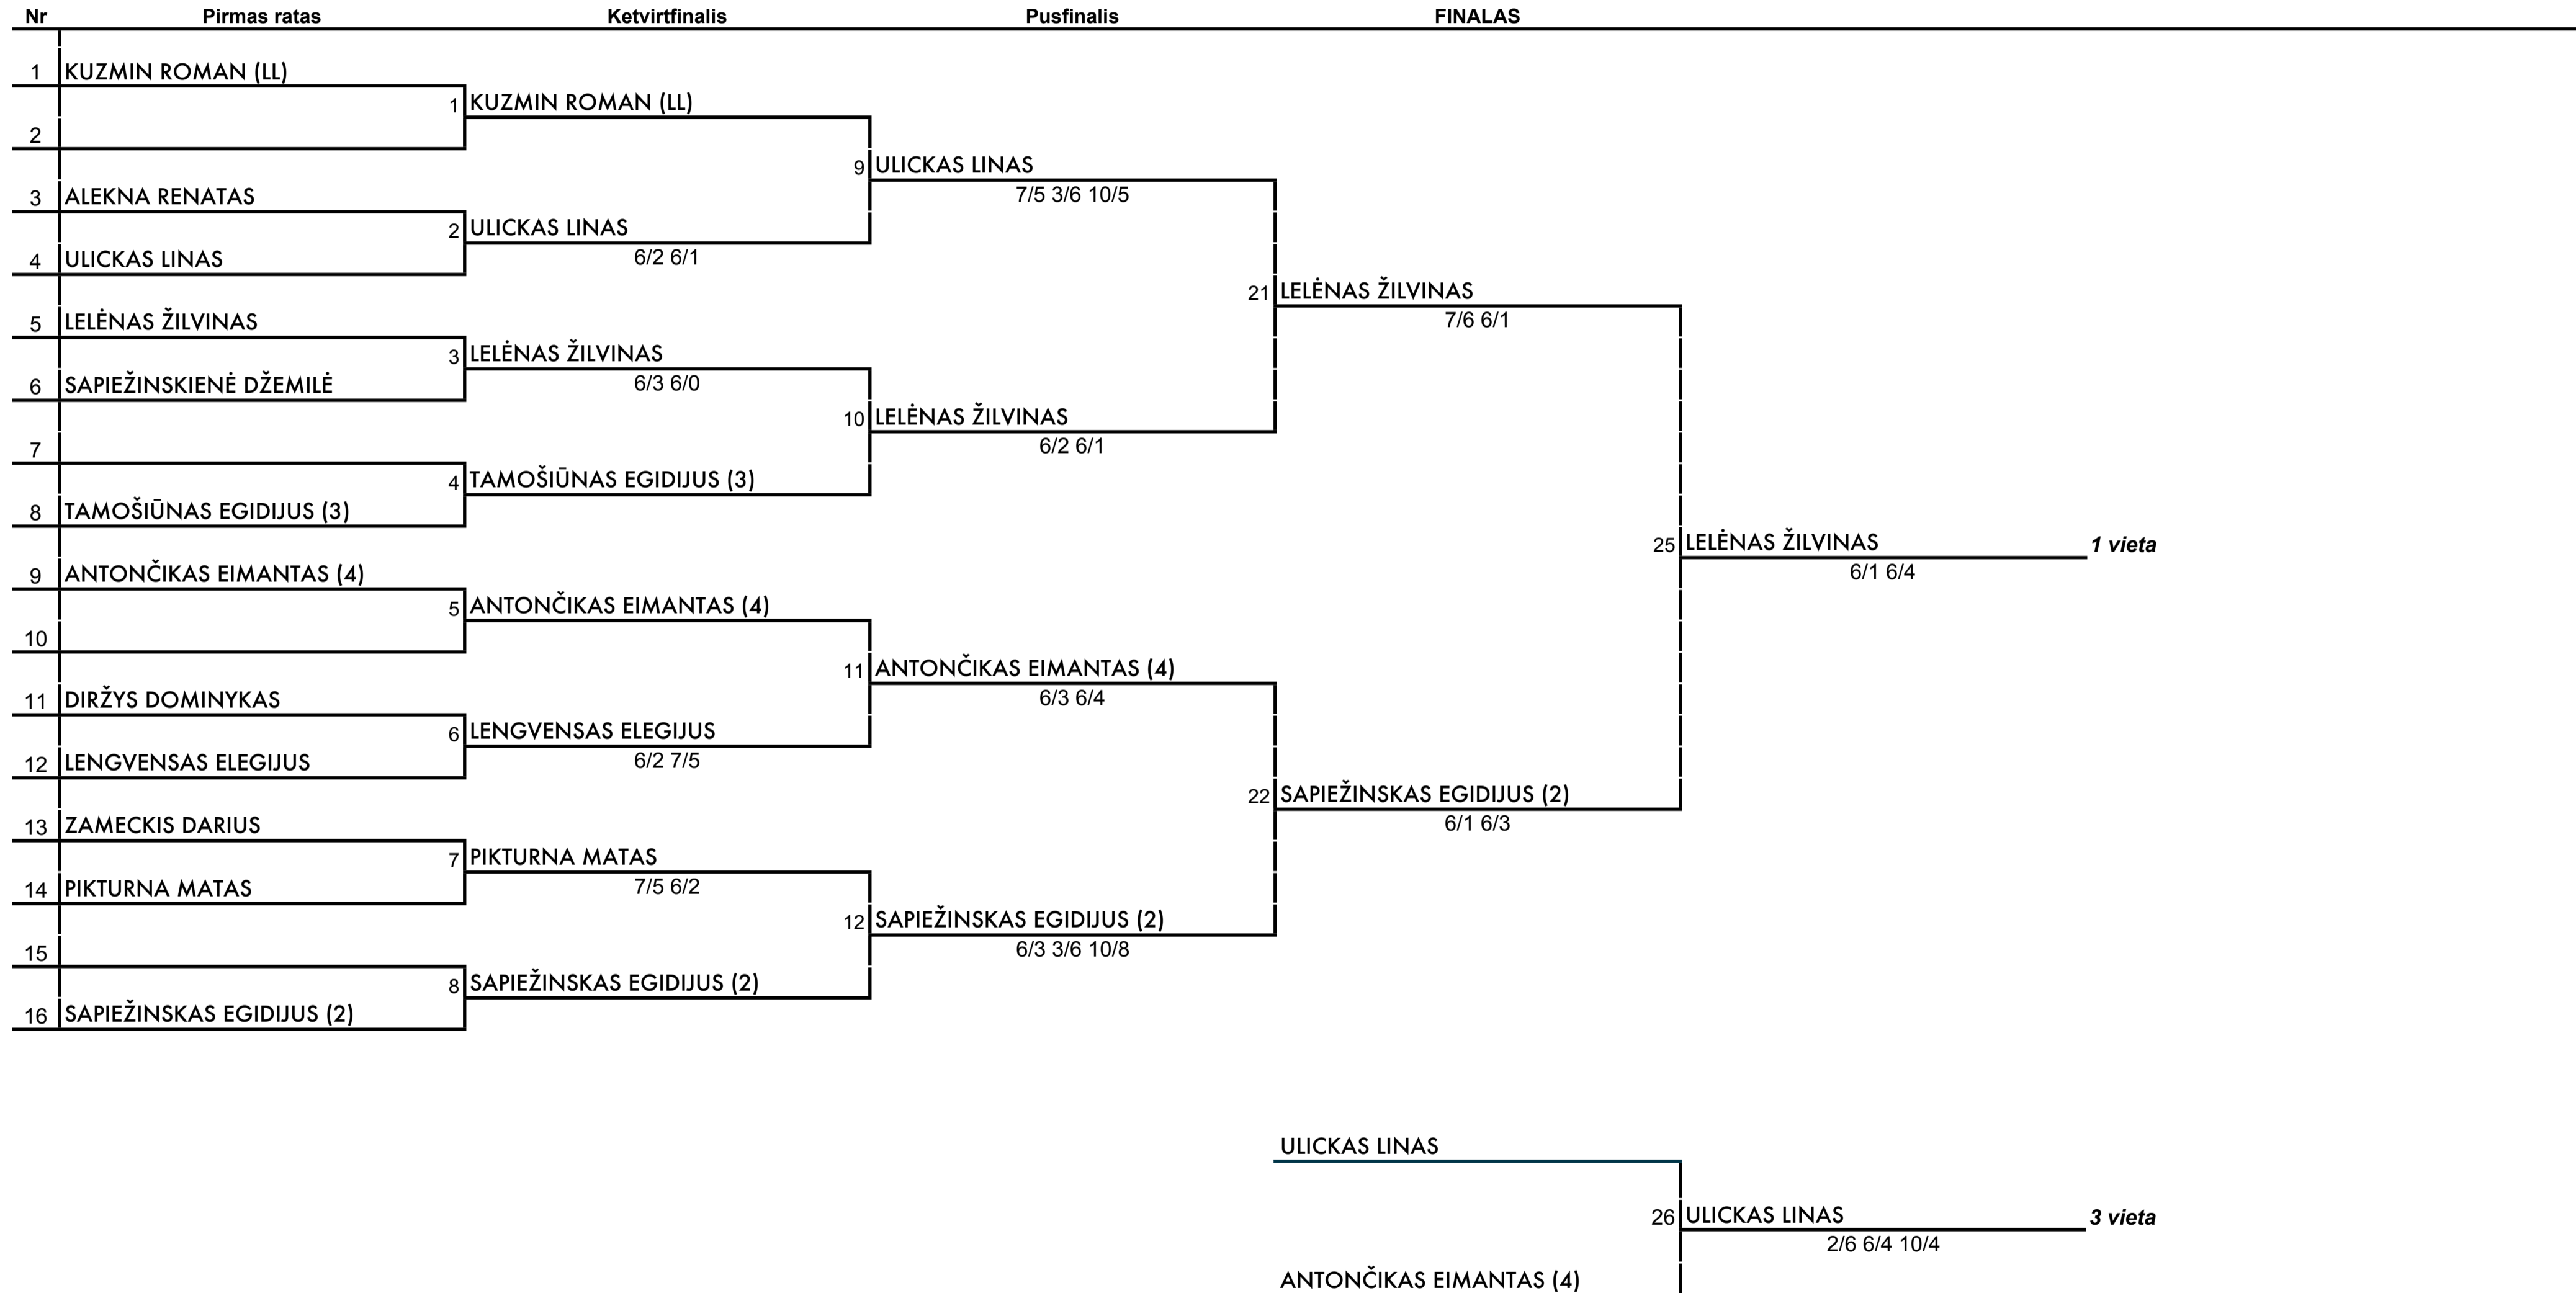 Nr Pirmas ratas Ketvirtfinalis Pusfinalis FINALAS
1 KUZMIN ROMAN (LL)
1 KUZMIN ROMAN (LL)
2
9 ULICKAS LINAS
7/5 3/6 10/5
3 ALEKNA RENATAS
2 ULICKAS LINAS
6/2 6/1
4 ULICKAS LINAS
21 LELĖNAS ŽILVINAS
7/6 6/1
5 LELĖNAS ŽILVINAS
3 LELĖNAS ŽILVINAS
6/3 6/0
6 SAPIEŽINSKIENĖ DŽEMILĖ
10 LELĖNAS ŽILVINAS
6/2 6/1
7
4 TAMOŠIŪNAS EGIDIJUS (3)
8 TAMOŠIŪNAS EGIDIJUS (3)
25 LELĖNAS ŽILVINAS 1 vieta
6/1 6/4
9 ANTONČIKAS EIMANTAS (4)
5 ANTONČIKAS EIMANTAS (4)
10
11 ANTONČIKAS EIMANTAS (4)
6/3 6/4
11 DIRŽYS DOMINYKAS
6 LENGVENSAS ELEGIJUS
6/2 7/5
12 LENGVENSAS ELEGIJUS
22 SAPIEŽINSKAS EGIDIJUS (2)
6/1 6/3
13 ZAMECKIS DARIUS
7 PIKTURNA MATAS
7/5 6/2
14 PIKTURNA MATAS
12 SAPIEŽINSKAS EGIDIJUS (2)
6/3 3/6 10/8
15
8 SAPIEŽINSKAS EGIDIJUS (2)
16 SAPIEŽINSKAS EGIDIJUS (2)
ULICKAS LINAS
26 ULICKAS LINAS 3 vieta
2/6 6/4 10/4
ANTONČIKAS EIMANTAS (4)